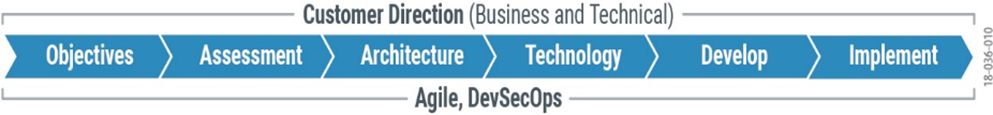 Customer Direction (Business and Technical)
Objectives Assessment Architecture Technology Develop Implement
Agile, DevSecOps
18-036-010